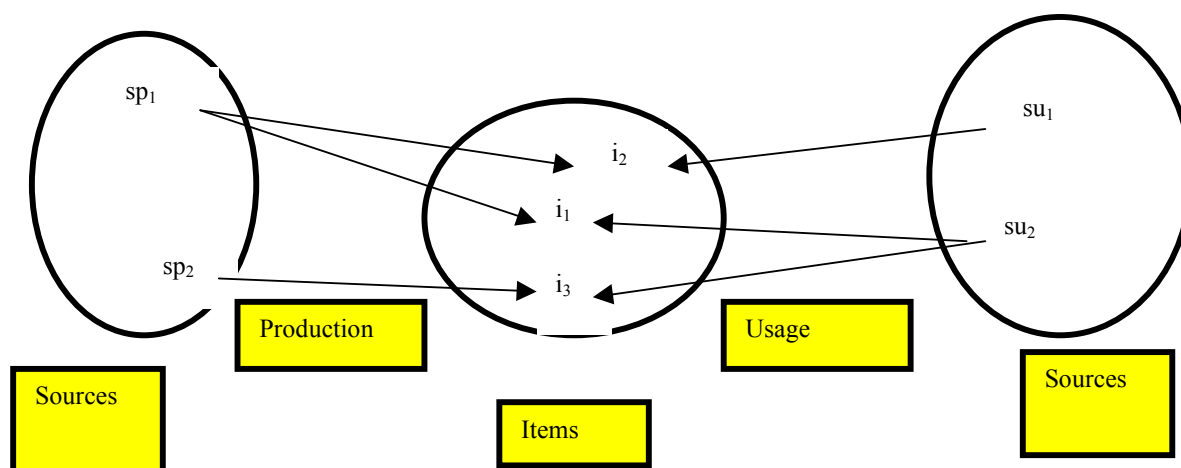 sp₁
su₁
i₂
i₁
su₂
sp₂
i₃
Production
Usage
Sources
Sources
Items